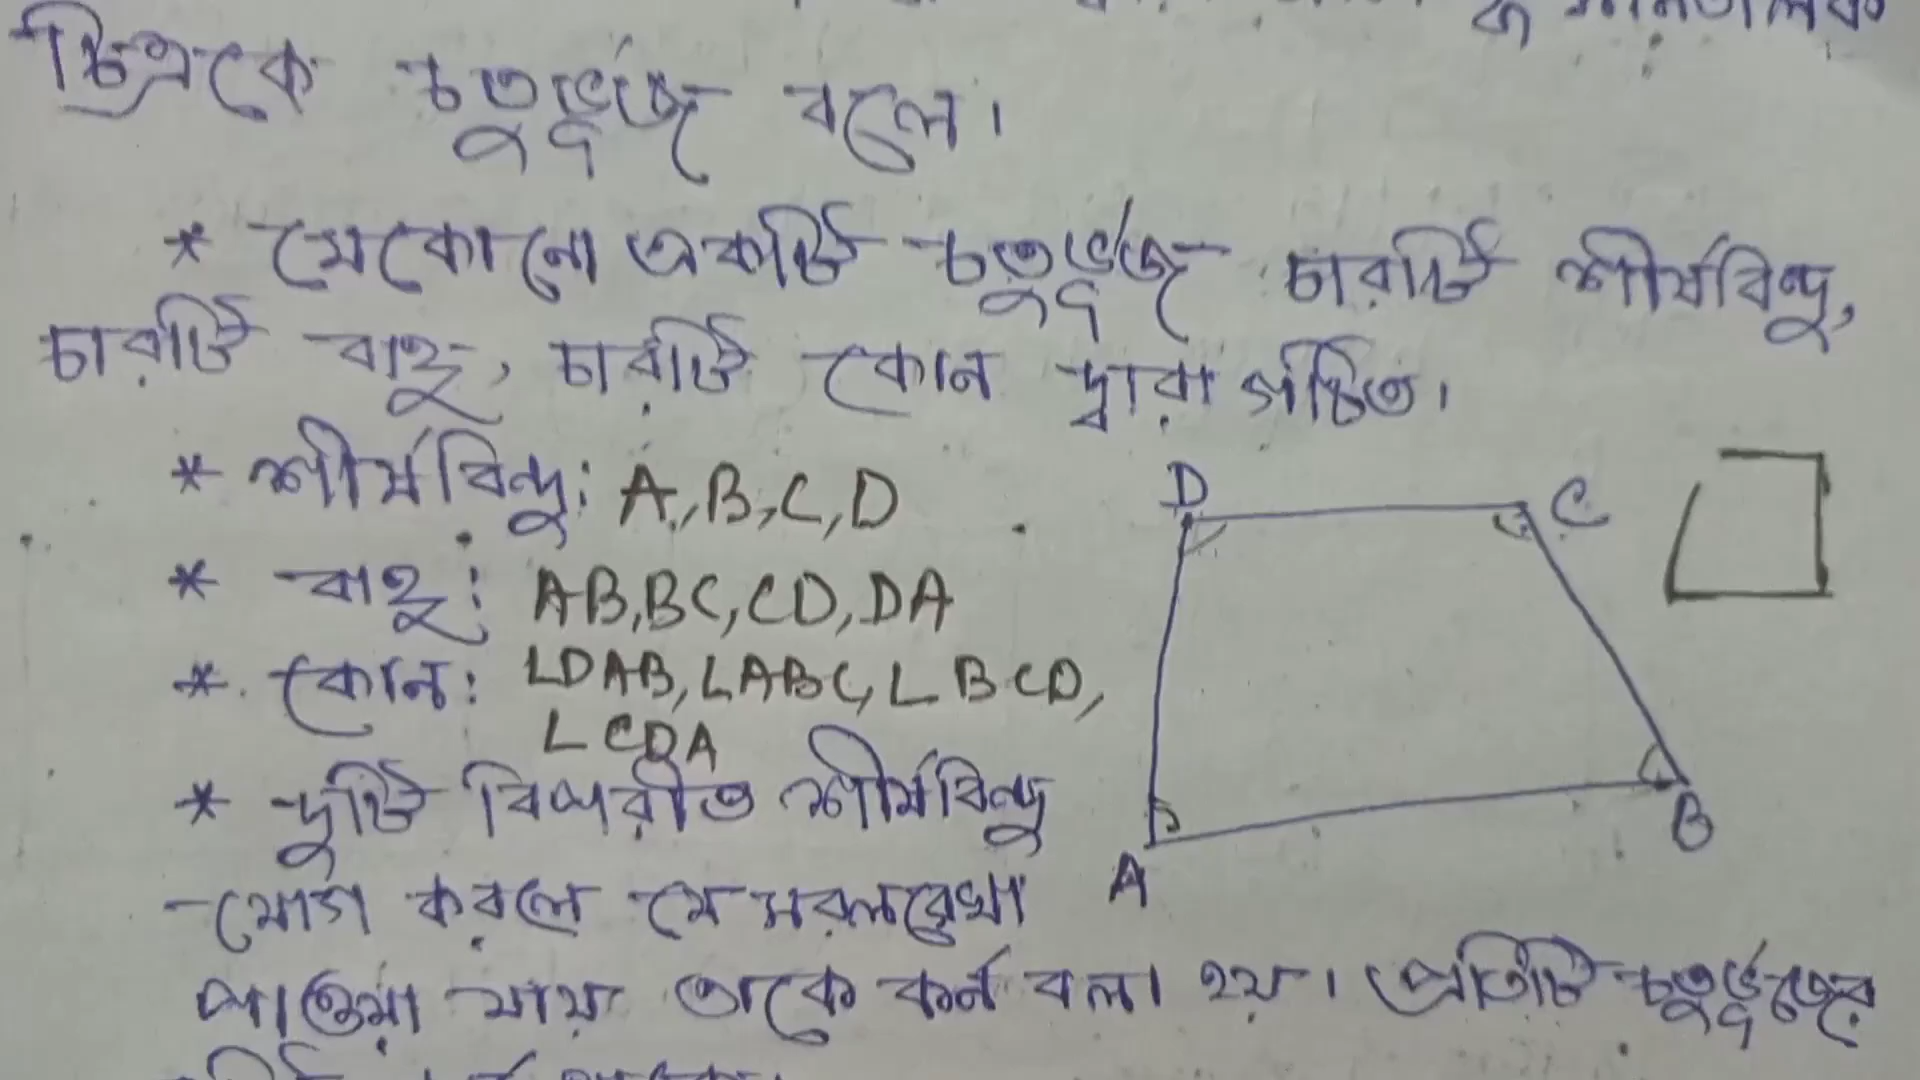 চিত্রকে চতুর্ভুজ বলে।
* যেকোনো একটি চতুর্ভুজ চারটি শীর্ষবিন্দু,
চারটি বাহু, চারটি কোন দ্বারা গঠিত।
* শীর্ষবিন্দু: A, B, C, D
* বাহু: AB, BC, CD, DA
* কোন: ∠DAB, ∠ABC, ∠BCD,
∠CDA
* দুটি বিপরীত শীর্ষবিন্দু
যোগ করলে যে সরলরেখা
পাওয়া যায় তাকে কর্ন বলা হয়। প্রতিটি চতুর্ভুজের
D
C
A
B